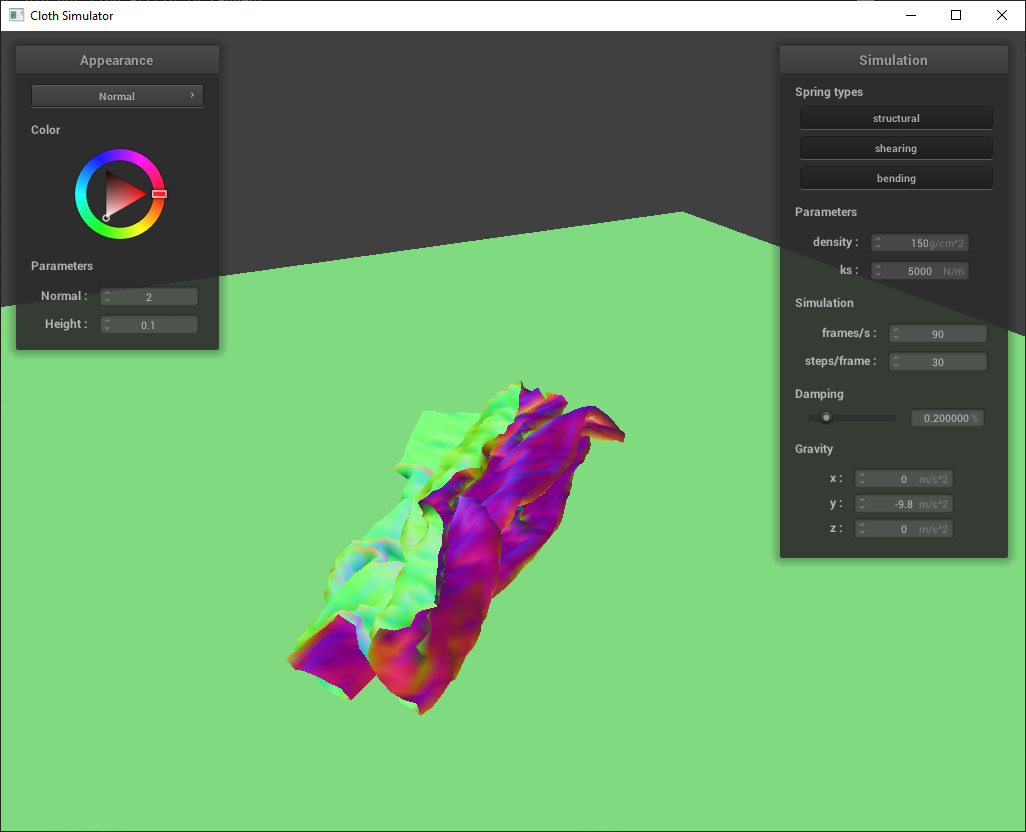 Cloth Simulator
Appearance
Normal
Color
Parameters
Normal : 2
Height : 0.1
Simulation
Spring types
structural
shearing
bending
Parameters
density : 150 g/cm^2
ks : 5000 N/m
Simulation
frames/s : 90
steps/frame : 30
Damping
0.200000 %
Gravity
x : 0 m/s^2
y : -9.8 m/s^2
z : 0 m/s^2